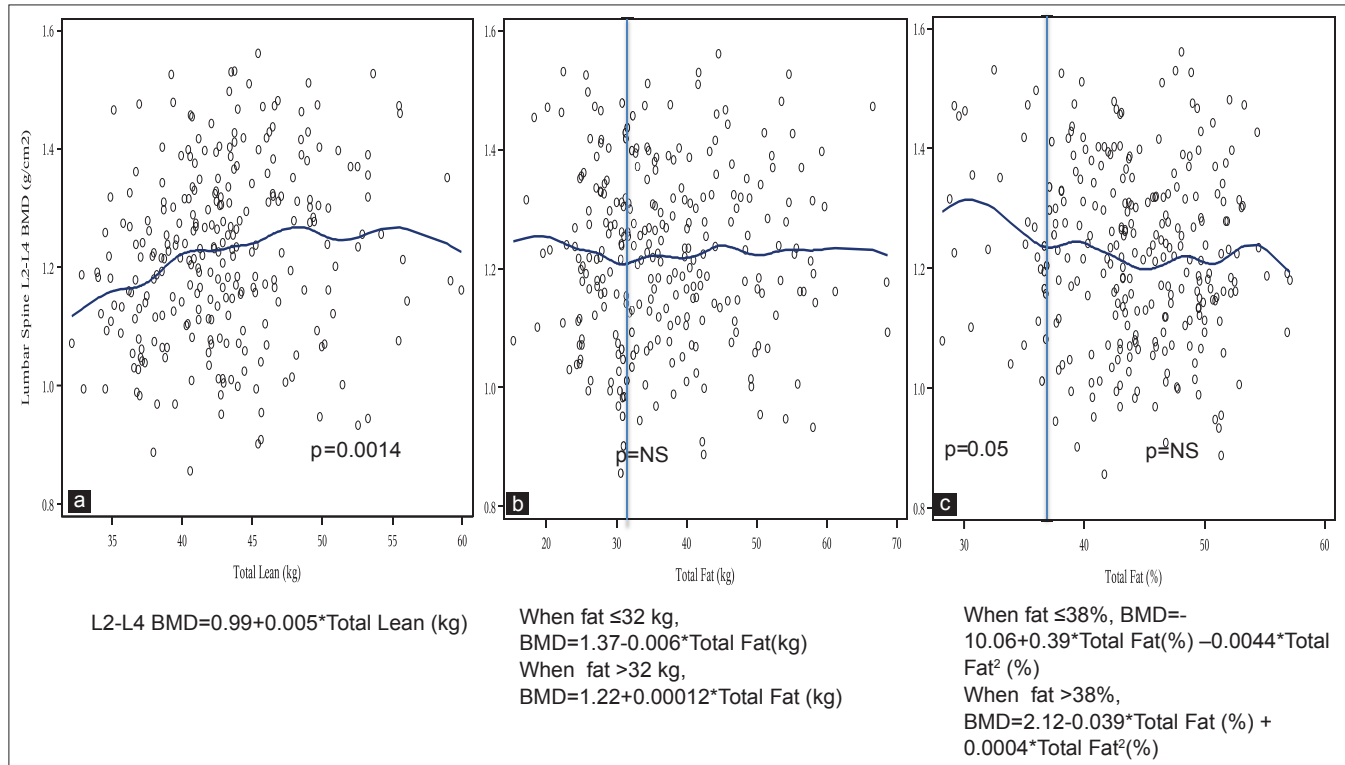 Lumbar Spine L2-L4 BMD (g/cm2)
1.6
1.4
1.2
1.0
0.8
p=0.0014
a
35 40 45 50 55 60
Total Lean (kg)
L2-L4 BMD=0.99+0.005*Total Lean (kg)
1.6
1.4
1.2
1.0
0.8
p=NS
b
20 30 40 50 60 70
Total Fat (kg)
When fat ≤32 kg,
BMD=1.37-0.006*Total Fat(kg)
When fat >32 kg,
BMD=1.22+0.00012*Total Fat (kg)
1.6
1.4
1.2
1.0
0.8
p=0.05
p=NS
c
30 40 50 60
Total Fat (%)
When fat ≤38%, BMD=-
10.06+0.39*Total Fat(%) –0.0044*Total
Fat² (%)
When fat >38%,
BMD=2.12-0.039*Total Fat (%) +
0.0004*Total Fat²(%)